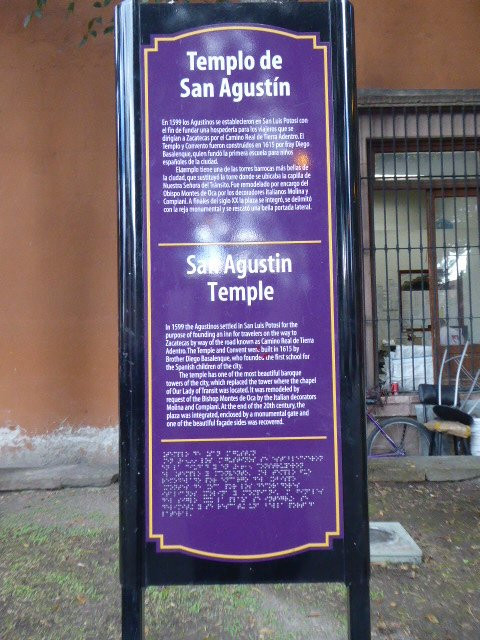 Templo de
San Agustín
En 1599 los Agustinos se establecieron en San Luis Potosí con
el fin de fundar una hospedería para los viajeros que se
dirigían a Zacatecas por el Camino Real de Tierra Adentro. El
Templo y Convento fueron construidos en 1615 por fray Diego
Basalenque, quien fundó la primera escuela para niños
españoles de la ciudad.
El templo tiene una de las torres barrocas más bellas de
la ciudad, que sustituyó la torre donde se ubicaba la capilla de
Nuestra Señora del Tránsito. Fue remodelado por encargo del
Obispo Montes de Oca por los decoradores italianos Molina y
Compiani. A finales del siglo XX la plaza se integró, se delimitó
con la reja monumental y se rescató una bella portada lateral.
San Agustin
Temple
In 1599 the Agustinos settled in San Luis Potosi for the
purpose of founding an inn for travelers on the way to
Zacatecas by way of the road known as Camino Real de Tierra
Adentro. The Temple and Convent were built in 1615 by
Brother Diego Basalenque, who founded the first school for
the Spanish children of the city.
The temple has one of the most beautiful baroque
towers of the city, which replaced the tower where the chapel
of Our Lady of Transit was located. It was remodeled by
request of the Bishop Montes de Oca by the Italian decorators
Molina and Compiani. At the end of the 20th century, the
plaza was integrated, enclosed by a monumental gate and
one of the beautiful façade sides was recovered.